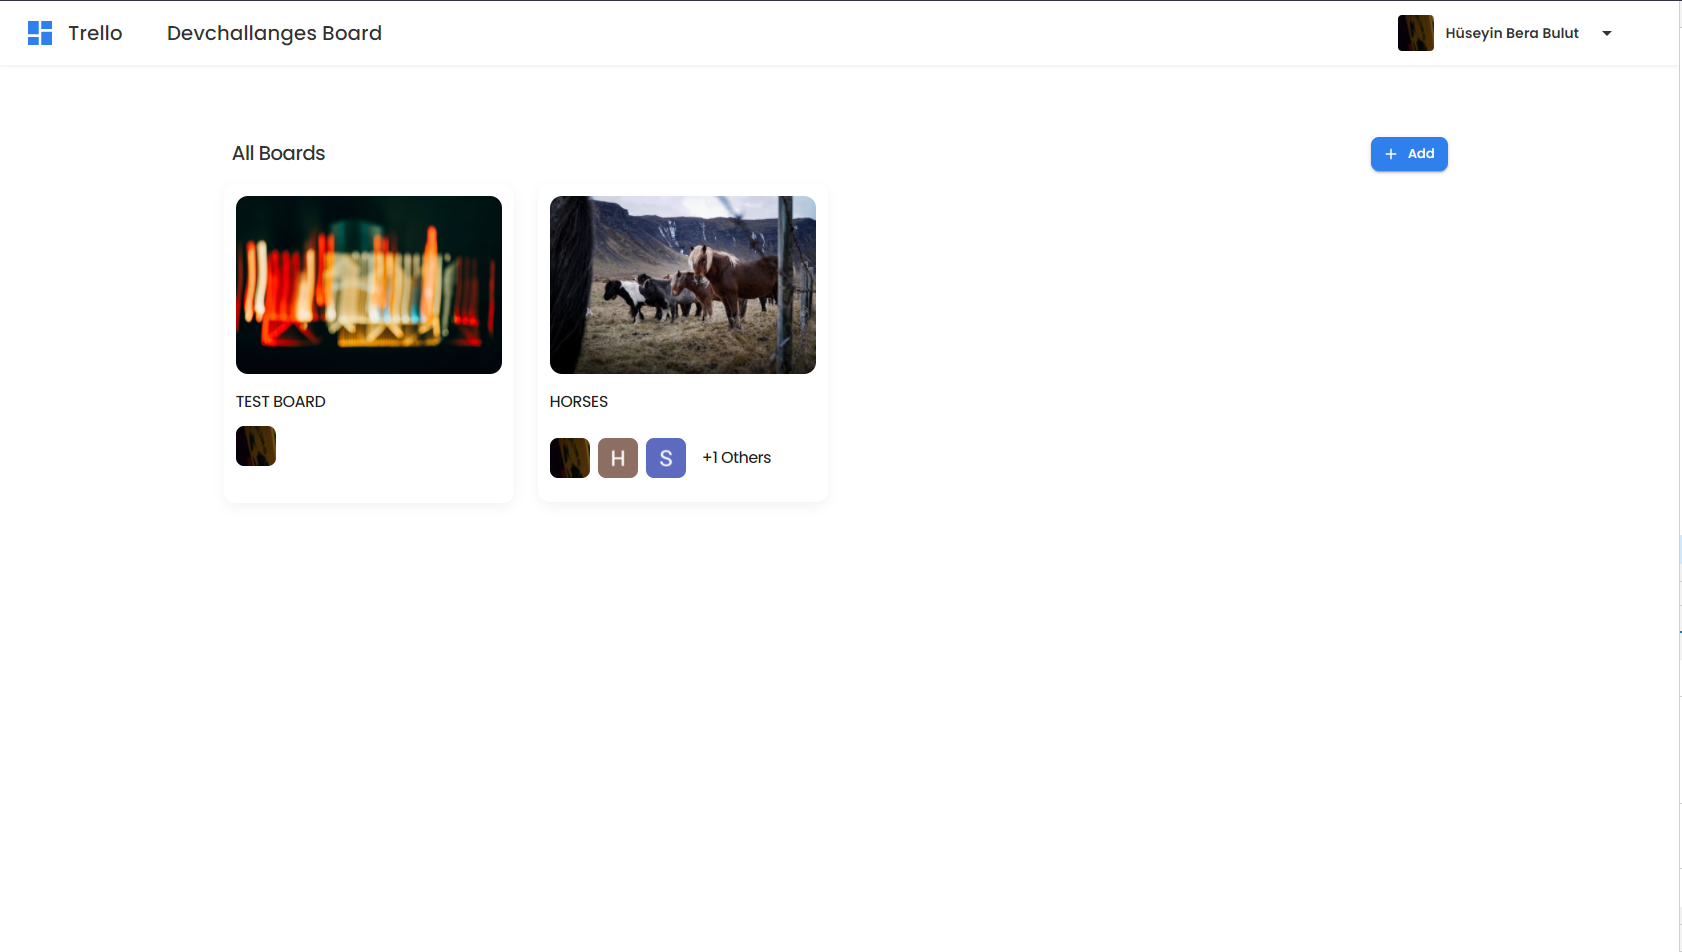 Trello
Devchallanges Board
Hüseyin Bera Bulut
All Boards
+ Add
TEST BOARD
HORSES
H
S
+1 Others